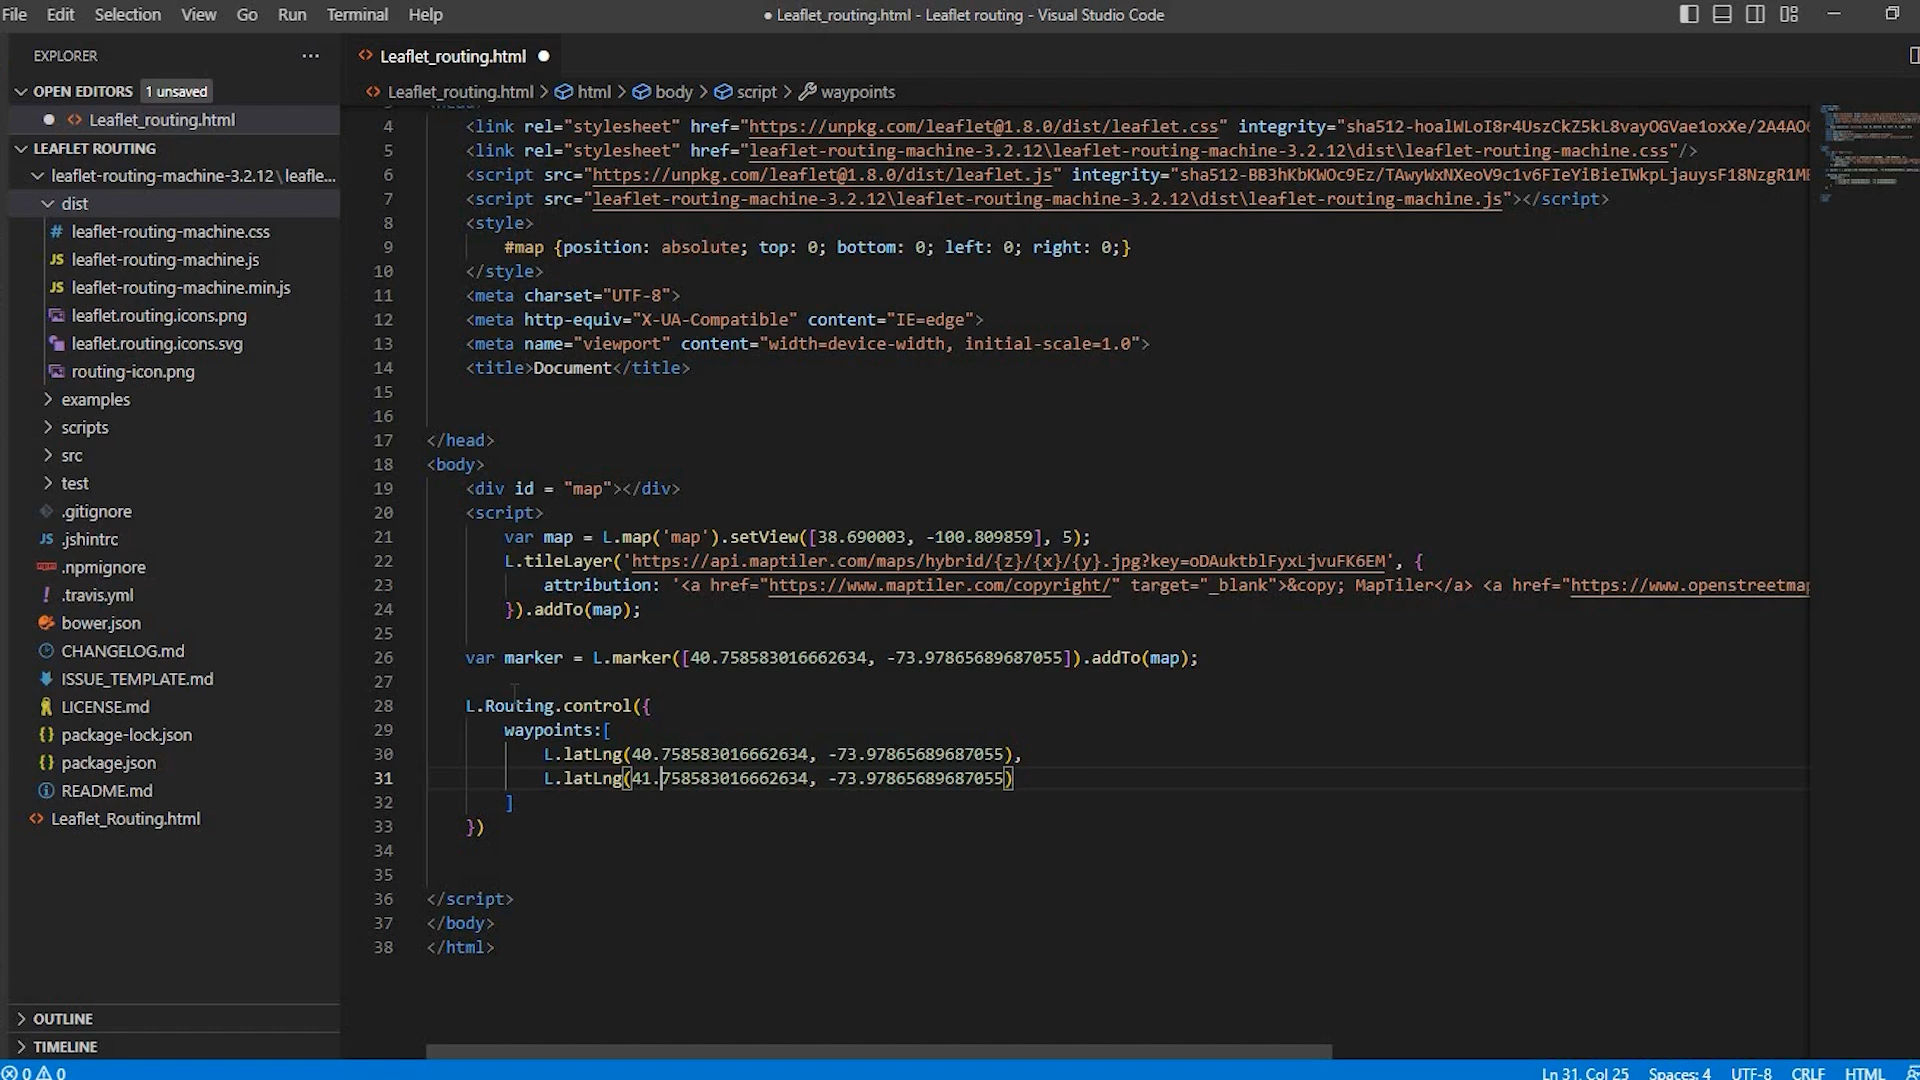 File Edit Selection View Go Run Terminal Help
● Leaflet_routing.html - Leaflet routing - Visual Studio Code
EXPLORER
OPEN EDITORS 1 unsaved
Leaflet_routing.html
LEAFLET ROUTING
leaflet-routing-machine-3.2.12 \ leafle...
dist
# leaflet-routing-machine.css
JS leaflet-routing-machine.js
JS leaflet-routing-machine.min.js
leaflet.routing.icons.png
leaflet.routing.icons.svg
routing-icon.png
examples
scripts
src
test
.gitignore
JS .jshintrc
.npmignore
! .travis.yml
bower.json
CHANGELOG.md
ISSUE_TEMPLATE.md
LICENSE.md
{} package-lock.json
{} package.json
README.md
Leaflet_Routing.html
OUTLINE
TIMELINE
Leaflet_routing.html
Leaflet_routing.html > html > body > script > waypoints
4 <link rel="stylesheet" href="https://unpkg.com/leaflet@1.8.0/dist/leaflet.css" integrity="sha512-hoalWLoI8r4UszCkZ5kL8vayOGVae1oxXe/2A4AO
5 <link rel="stylesheet" href="leaflet-routing-machine-3.2.12\leaflet-routing-machine-3.2.12\dist\leaflet-routing-machine.css"/>
6 <script src="https://unpkg.com/leaflet@1.8.0/dist/leaflet.js" integrity="sha512-BB3hKbKWOc9Ez/TAwyWxNXeoV9c1v6FIeYiBieIWkpLjauysF18NzgR1MB
7 <script src="leaflet-routing-machine-3.2.12\leaflet-routing-machine-3.2.12\dist\leaflet-routing-machine.js"></script>
8 <style>
9 #map {position: absolute; top: 0; bottom: 0; left: 0; right: 0;}
10 </style>
11 <meta charset="UTF-8">
12 <meta http-equiv="X-UA-Compatible" content="IE=edge">
13 <meta name="viewport" content="width=device-width, initial-scale=1.0">
14 <title>Document</title>
15
16
17 </head>
18 <body>
19 <div id = "map"></div>
20 <script>
21 var map = L.map('map').setView([38.690003, -100.809859], 5);
22 L.tileLayer('https://api.maptiler.com/maps/hybrid/{z}/{x}/{y}.jpg?key=oDAuktblFyxLjvuFK6EM', {
23 attribution: '<a href="https://www.maptiler.com/copyright/" target="_blank">&copy; MapTiler</a> <a href="https://www.openstreetmap
24 }).addTo(map);
25
26 var marker = L.marker([40.758583016662634, -73.97865689687055]).addTo(map);
27
28 L.Routing.control({
29 waypoints:[
30 L.latLng(40.758583016662634, -73.97865689687055),
31 L.latLng(41.758583016662634, -73.97865689687055)
32 ]
33 })
34
35
36 </script>
37 </body>
38 </html>
0 0
Ln 31, Col 25 Spaces: 4 UTF-8 CRLF HTML